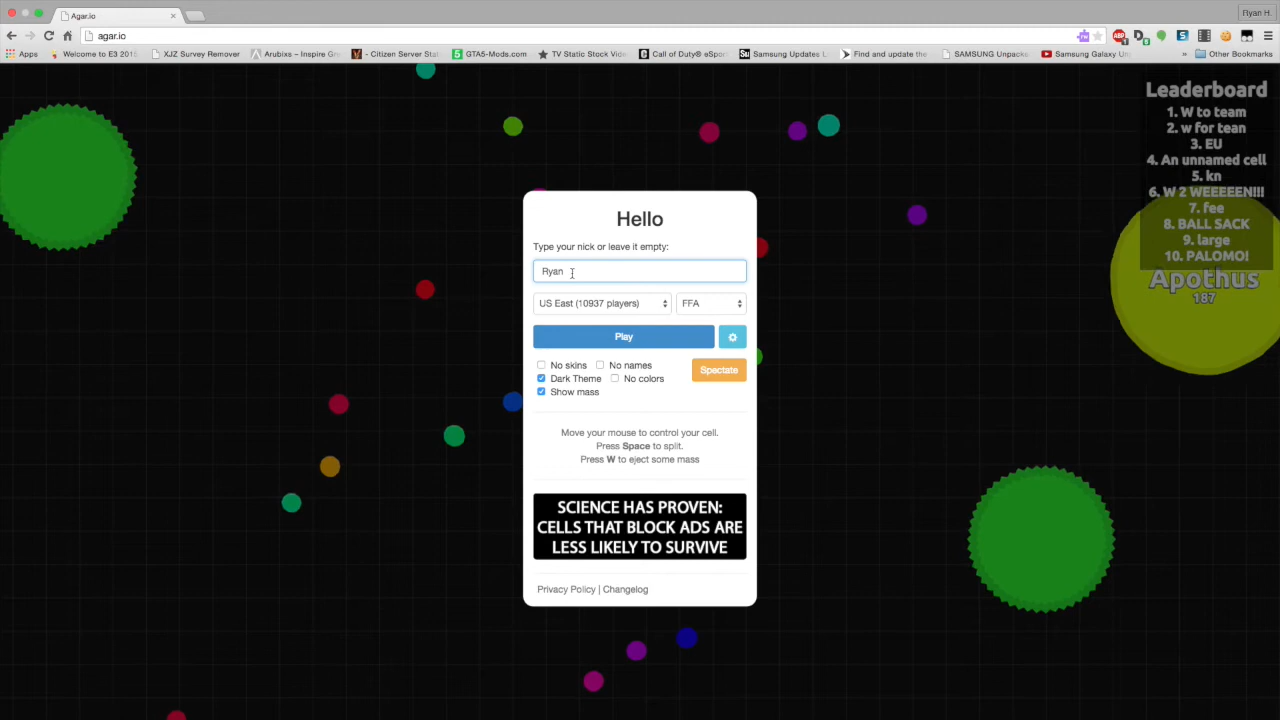 Agar.io
Ryan H.
agar.io
Apps
Welcome to E3 2015
XJZ Survey Remover
Arubixs – Inspire Gro
- Citizen Server Stat
GTA5-Mods.com
TV Static Stock Vide
Call of Duty® eSport
Samsung Updates L
Find and update the
SAMSUNG Unpacke
Samsung Galaxy Un
»
Other Bookmarks
Leaderboard
1. W to team
2. w for tean
3. EU
4. An unnamed cell
5. kn
6. W 2 WEEEEN!!!
7. fee
8. BALL SACK
9. large
10. PALOMO!
Apothus
187
Hello
Type your nick or leave it empty:
Ryan
US East (10937 players)
FFA
Play
No skins
No names
Spectate
Dark Theme
No colors
Show mass
Move your mouse to control your cell.
Press Space to split.
Press W to eject some mass
SCIENCE HAS PROVEN:
CELLS THAT BLOCK ADS ARE
LESS LIKELY TO SURVIVE
Privacy Policy | Changelog